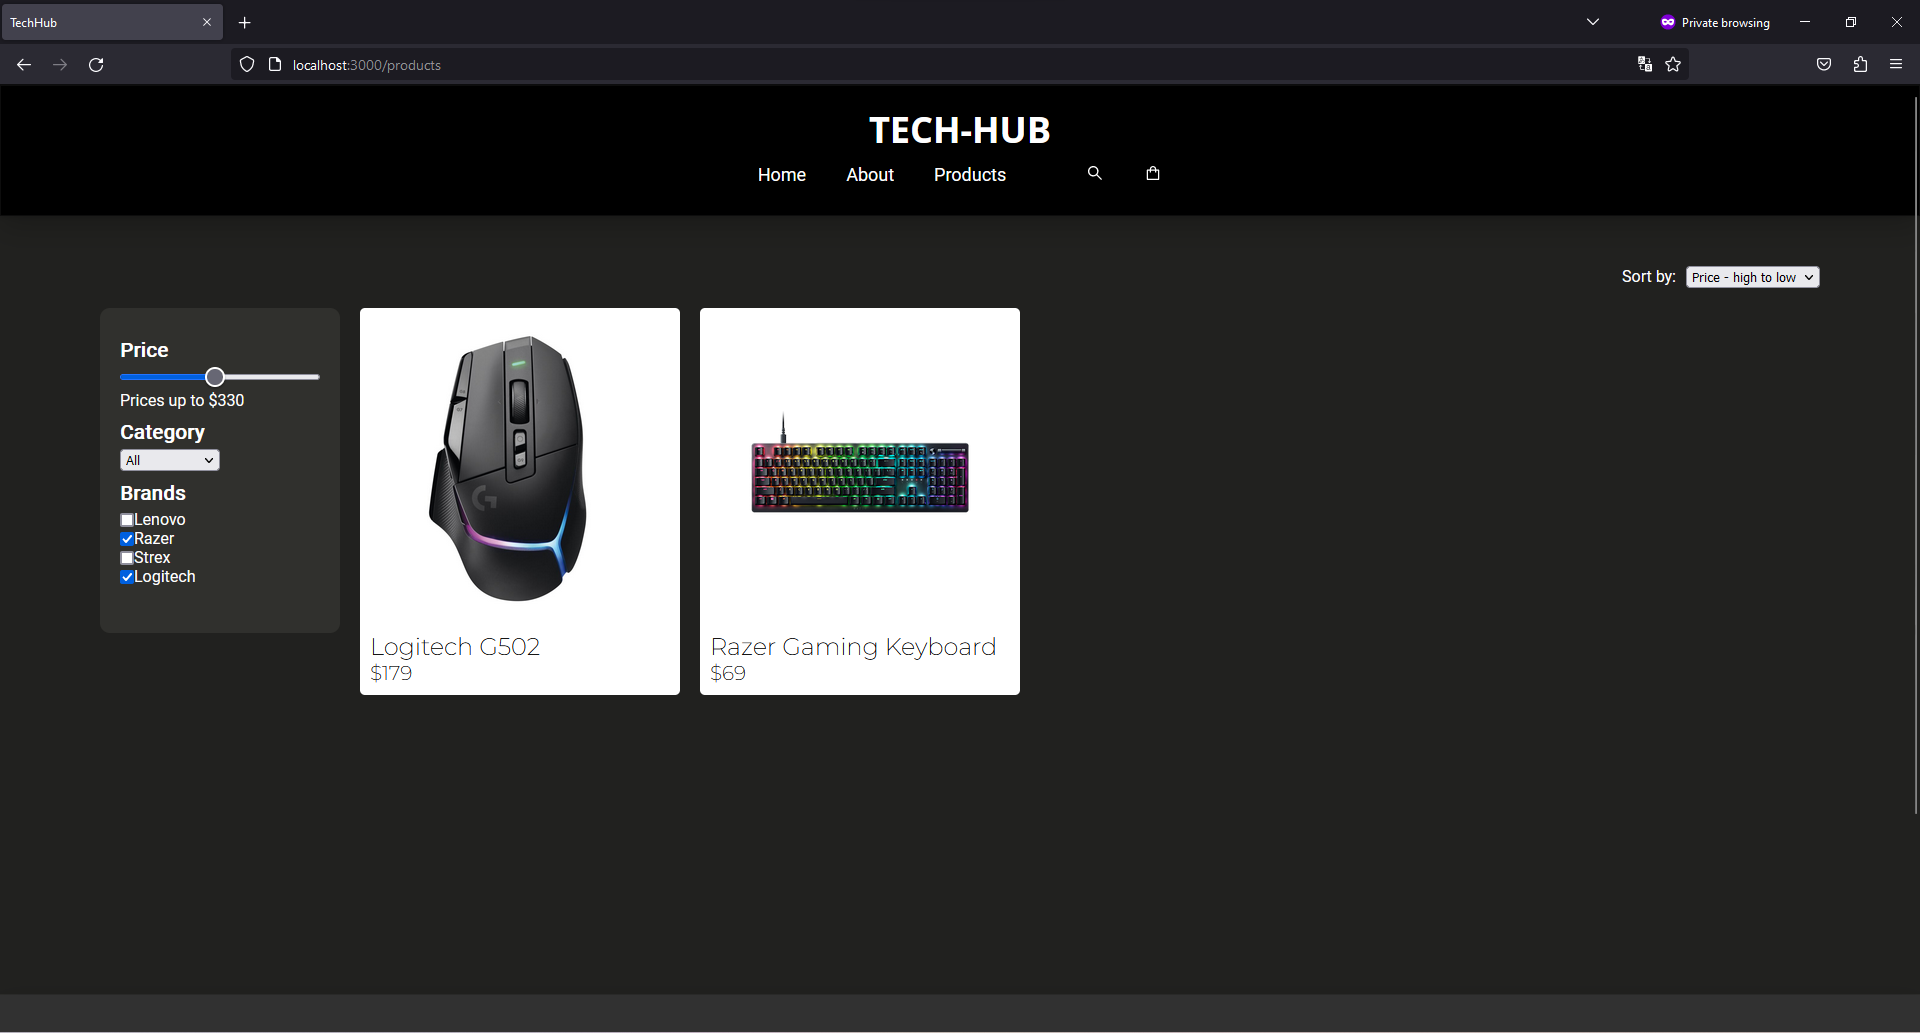 TechHub
Private browsing
localhost:3000/products
TECH-HUB
Home About Products
Sort by: Price - high to low
Price
Prices up to $330
Category
All
Brands
Lenovo
Razer
Strex
Logitech
Logitech G502
$179
Razer Gaming Keyboard
$69